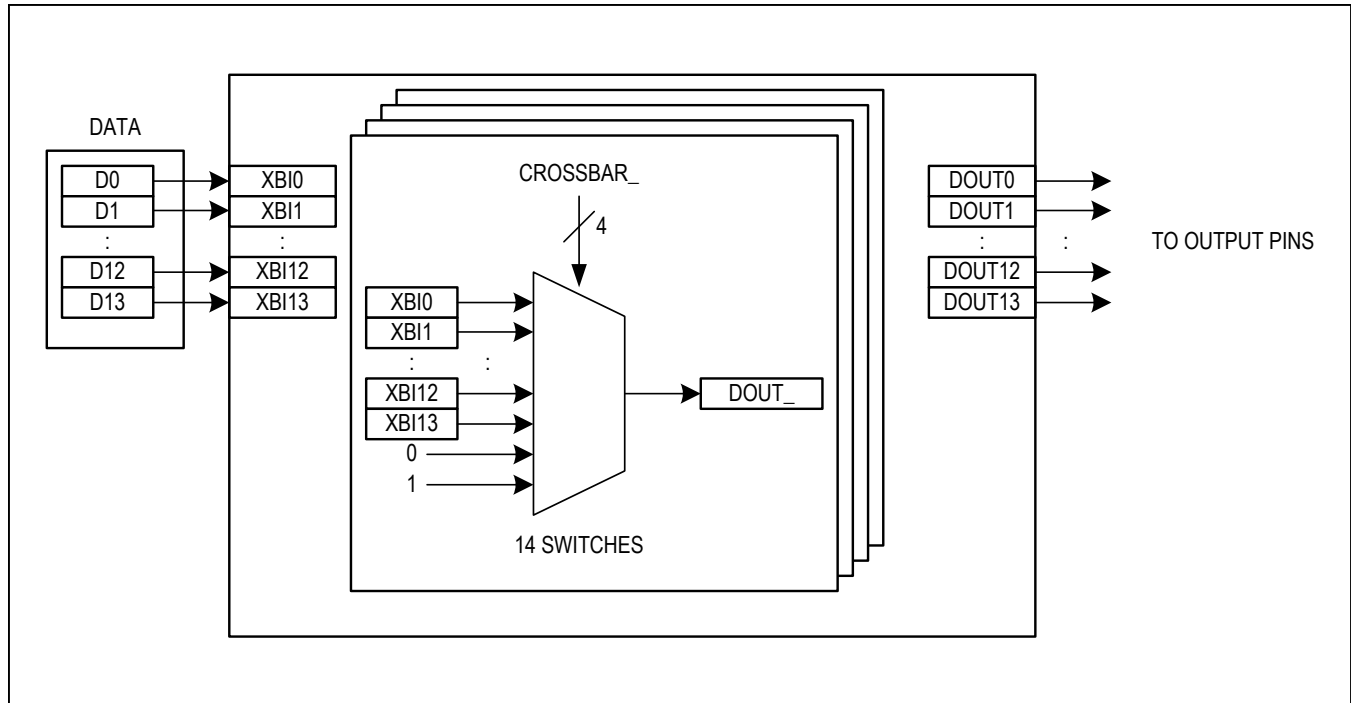 DATA
D0
D1
:
D12
D13
XBI0
XBI1
:
XBI12
XBI13
CROSSBAR_
4
XBI0
XBI1
: :
XBI12
XBI13
0
1
DOUT_
14 SWITCHES
DOUT0
DOUT1
: :
DOUT12
DOUT13
TO OUTPUT PINS